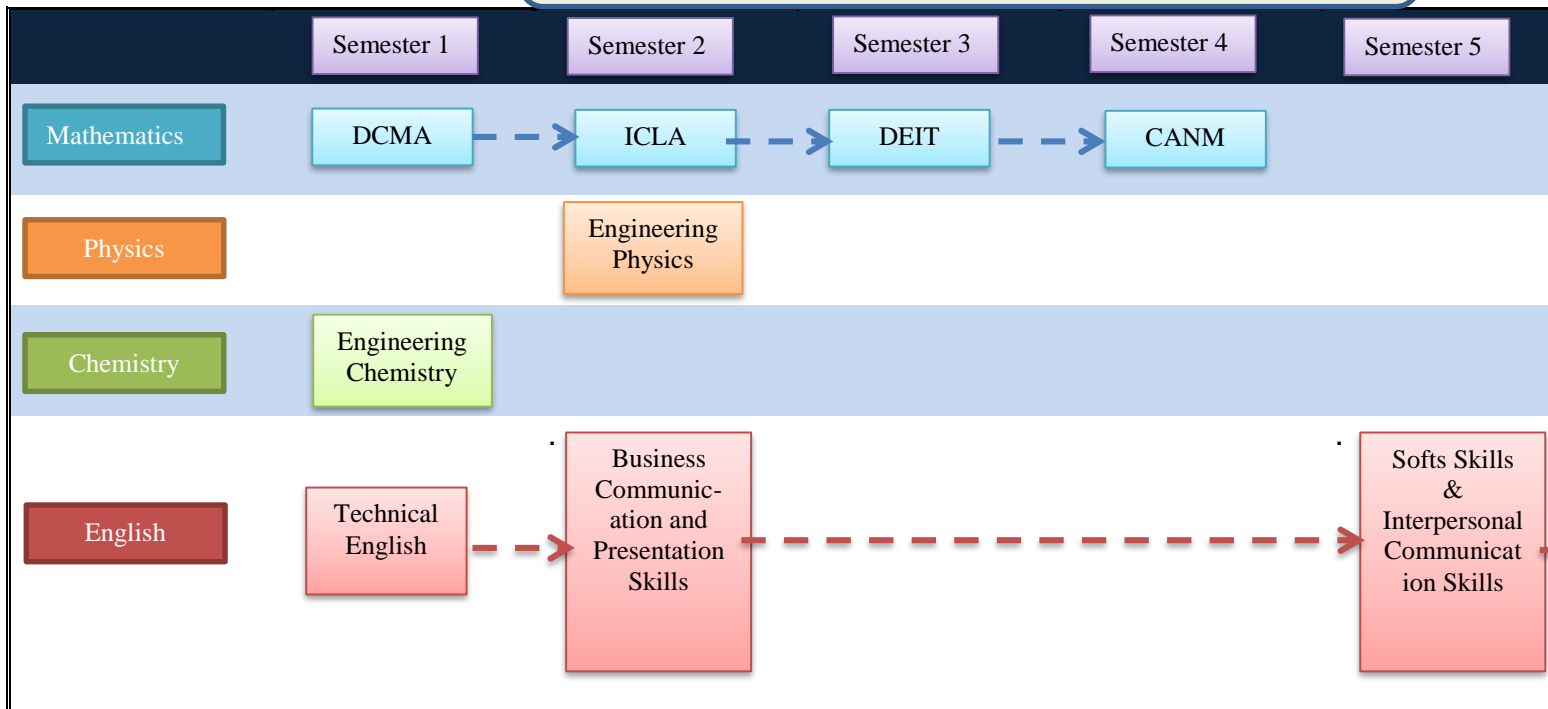 Semester 1
Semester 2
Semester 3
Semester 4
Semester 5
Mathematics
DCMA
ICLA
DEIT
CANM
Physics
Engineering
Physics
Chemistry
Engineering
Chemistry
English
Technical
English
Business
Communic-
ation and
Presentation
Skills
Softs Skills
&
Interpersonal
Communicat
ion Skills